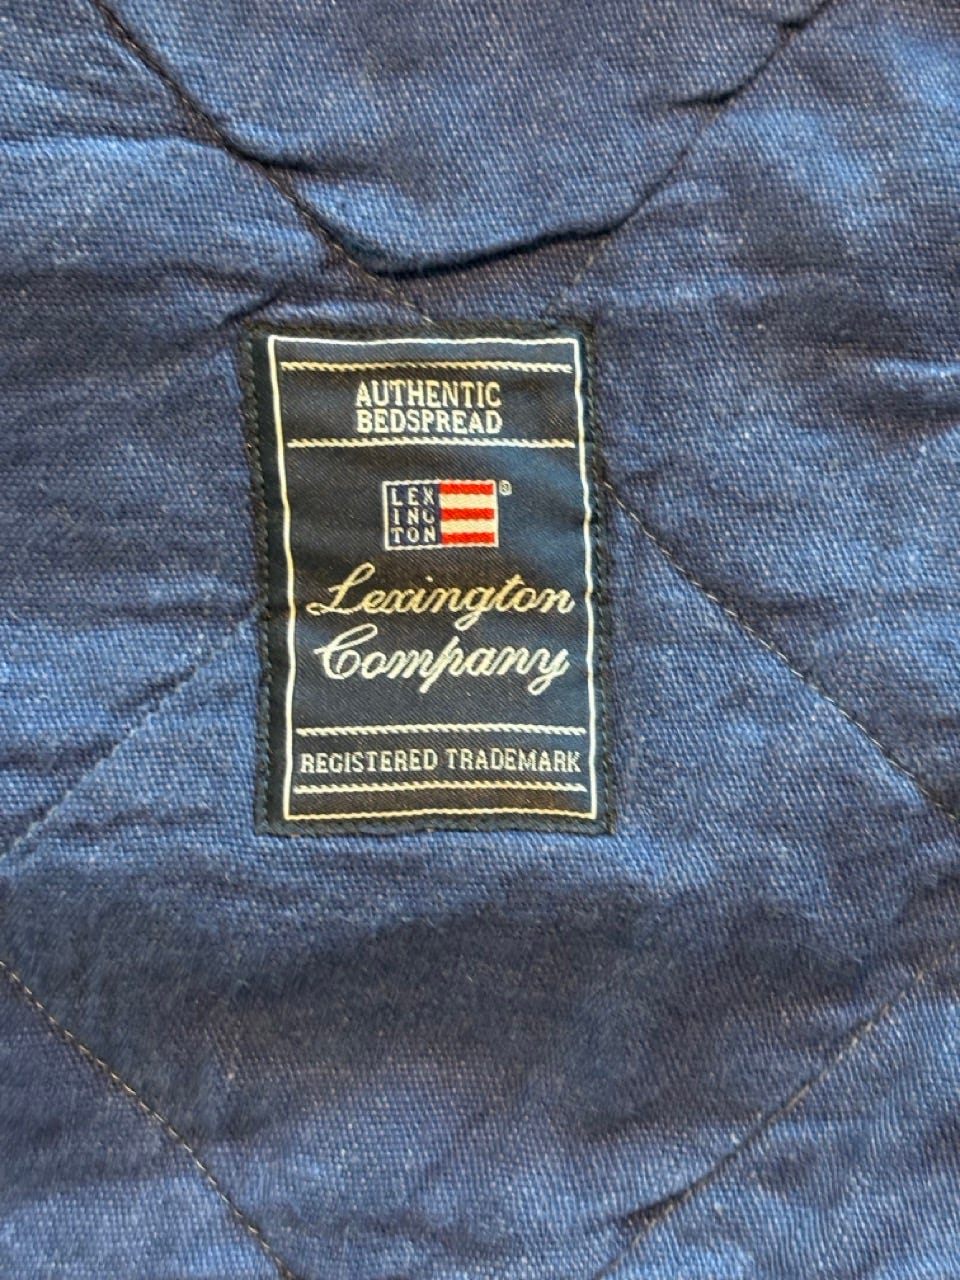 AUTHENTIC
BEDSPREAD
LEX
ING
TON
®
Lexington
Company
REGISTERED TRADEMARK